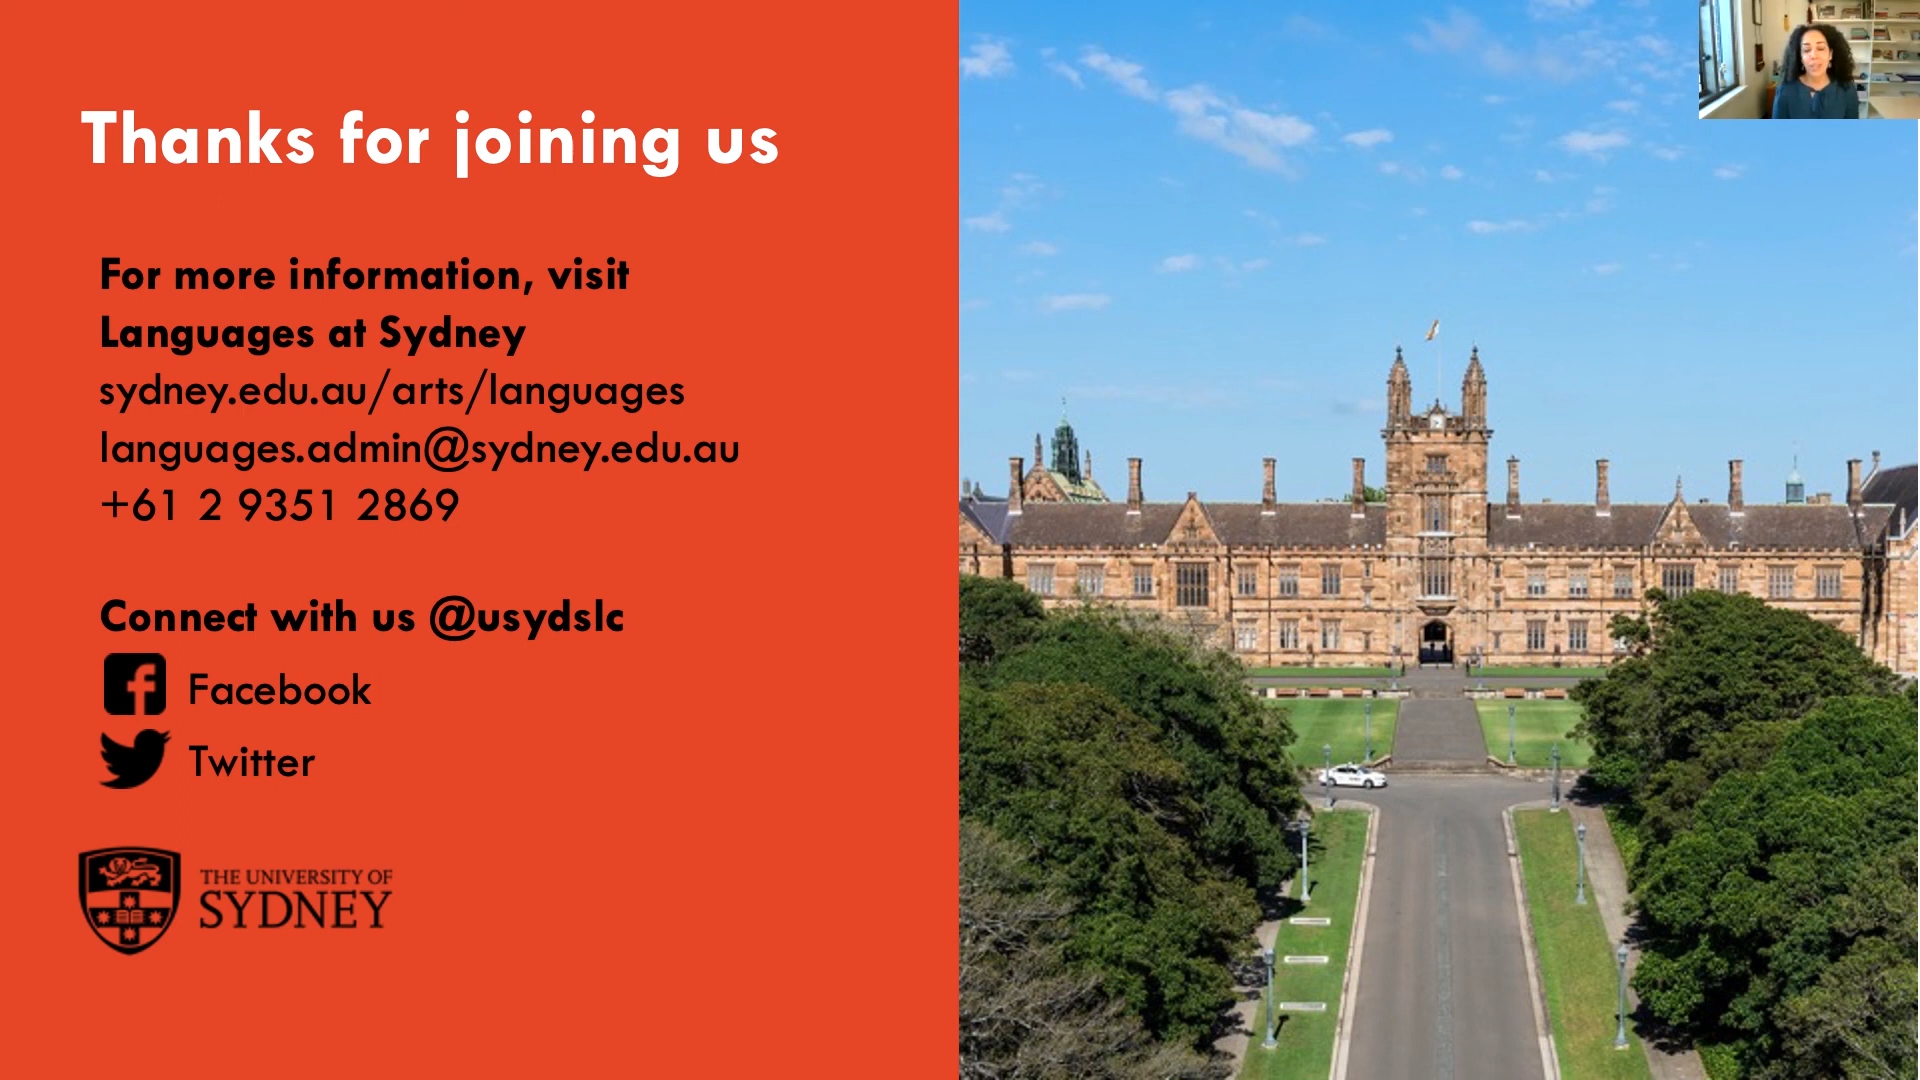 Thanks for joining us
For more information, visit
Languages at Sydney
sydney.edu.au/arts/languages
languages.admin@sydney.edu.au
+61 2 9351 2869
Connect with us @usydslc
Facebook
Twitter
THE UNIVERSITY OF
SYDNEY